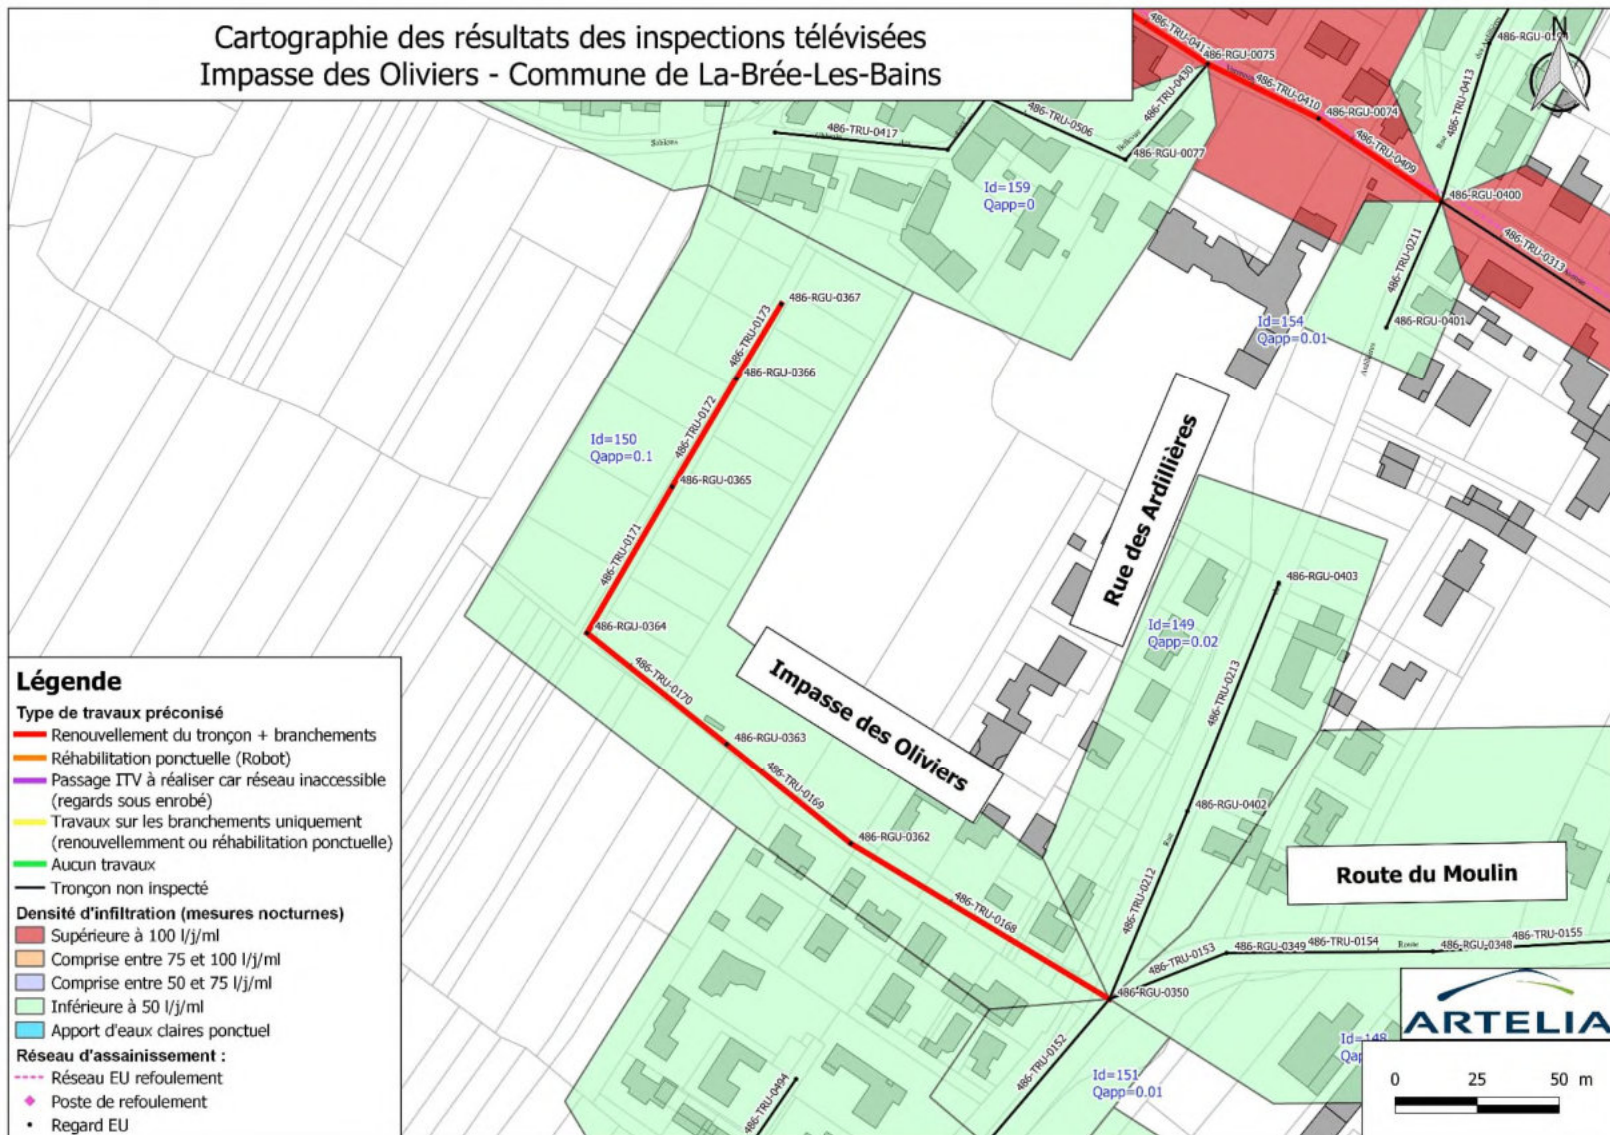 Cartographie des résultats des inspections télévisées
Impasse des Oliviers - Commune de La-Brée-Les-Bains
N
486-RGU-0075
486-TRU-0430
486-TRU-0410
486-RGU-0074
486-TRU-0409
486-TRU-0413
486-TRU-0417
486-TRU-0506
486-RGU-0077
Sablons
Id=159
Qapp=0
486-RGU-0400
486-TRU-0211
486-TRU-0313
486-RGU-0401
Ardillières
Id=154
Qapp=0.01
486-RGU-0367
486-TRU-0173
486-RGU-0366
486-TRU-0172
Id=150
Qapp=0.1
486-RGU-0365
486-TRU-0171
486-RGU-0364
486-TRU-0170
486-RGU-0363
486-TRU-0169
486-RGU-0362
486-TRU-0168
Impasse des Oliviers
Rue des Ardillières
486-RGU-0403
Id=149
Qapp=0.02
486-TRU-0213
486-RGU-0402
Rue
486-TRU-0212
Route du Moulin
486-TRU-0153
486-RGU-0349
486-TRU-0154
Route
486-RGU-0348
486-TRU-0155
486-RGU-0350
486-TRU-0152
486-TRU-0494
Id=151
Qapp=0.01
Id=148
ARTELIA
0 25 50 m
Légende
Type de travaux préconisé
Renouvellement du tronçon + branchements
Réhabilitation ponctuelle (Robot)
Passage ITV à réaliser car réseau inaccessible
(regards sous enrobé)
Travaux sur les branchements uniquement
(renouvellemment ou réhabilitation ponctuelle)
Aucun travaux
Tronçon non inspecté
Densité d'infiltration (mesures nocturnes)
Supérieure à 100 l/j/ml
Comprise entre 75 et 100 l/j/ml
Comprise entre 50 et 75 l/j/ml
Inférieure à 50 l/j/ml
Apport d'eaux claires ponctuel
Réseau d'assainissement :
Réseau EU refoulement
Poste de refoulement
Regard EU